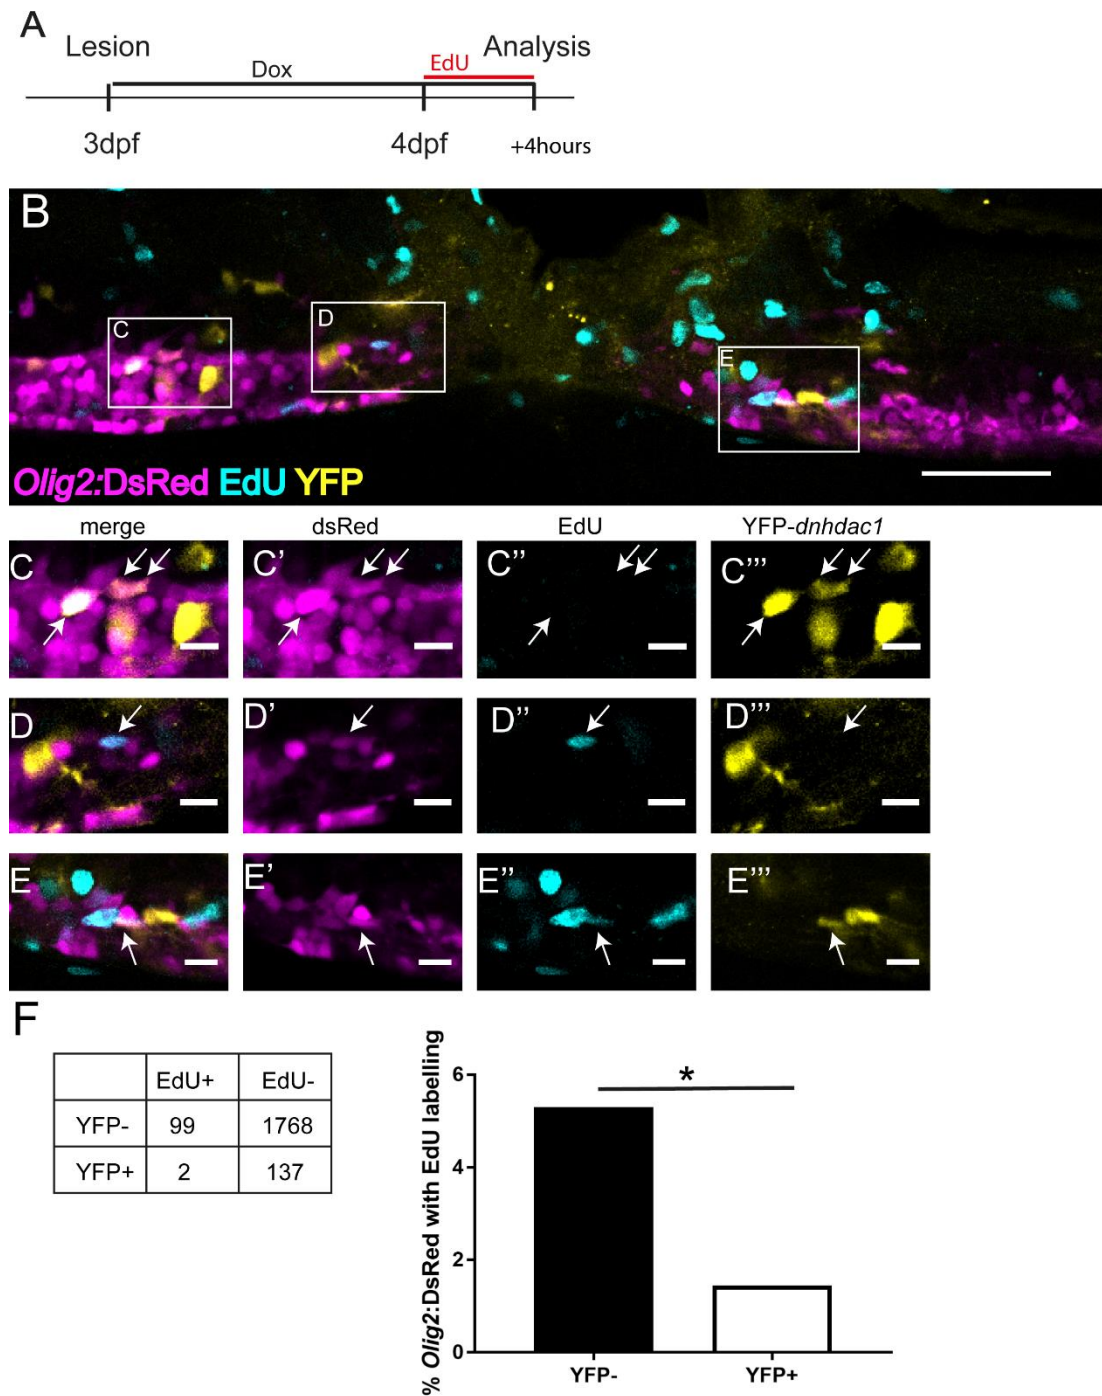 A
Lesion
Analysis
Dox
EdU
3dpf
4dpf
+4hours
B
C
D
E
Olig2:DsRed EdU YFP
merge
dsRed
EdU
YFP-dnhdac1
C
C'
C''
C'''
D
D'
D''
D'''
E
E'
E''
E'''
F
EdU+ EdU-
YFP- 99 1768
YFP+ 2 137
% Olig2:DsRed with EdU labelling
6
4
2
0
*
YFP-
YFP+